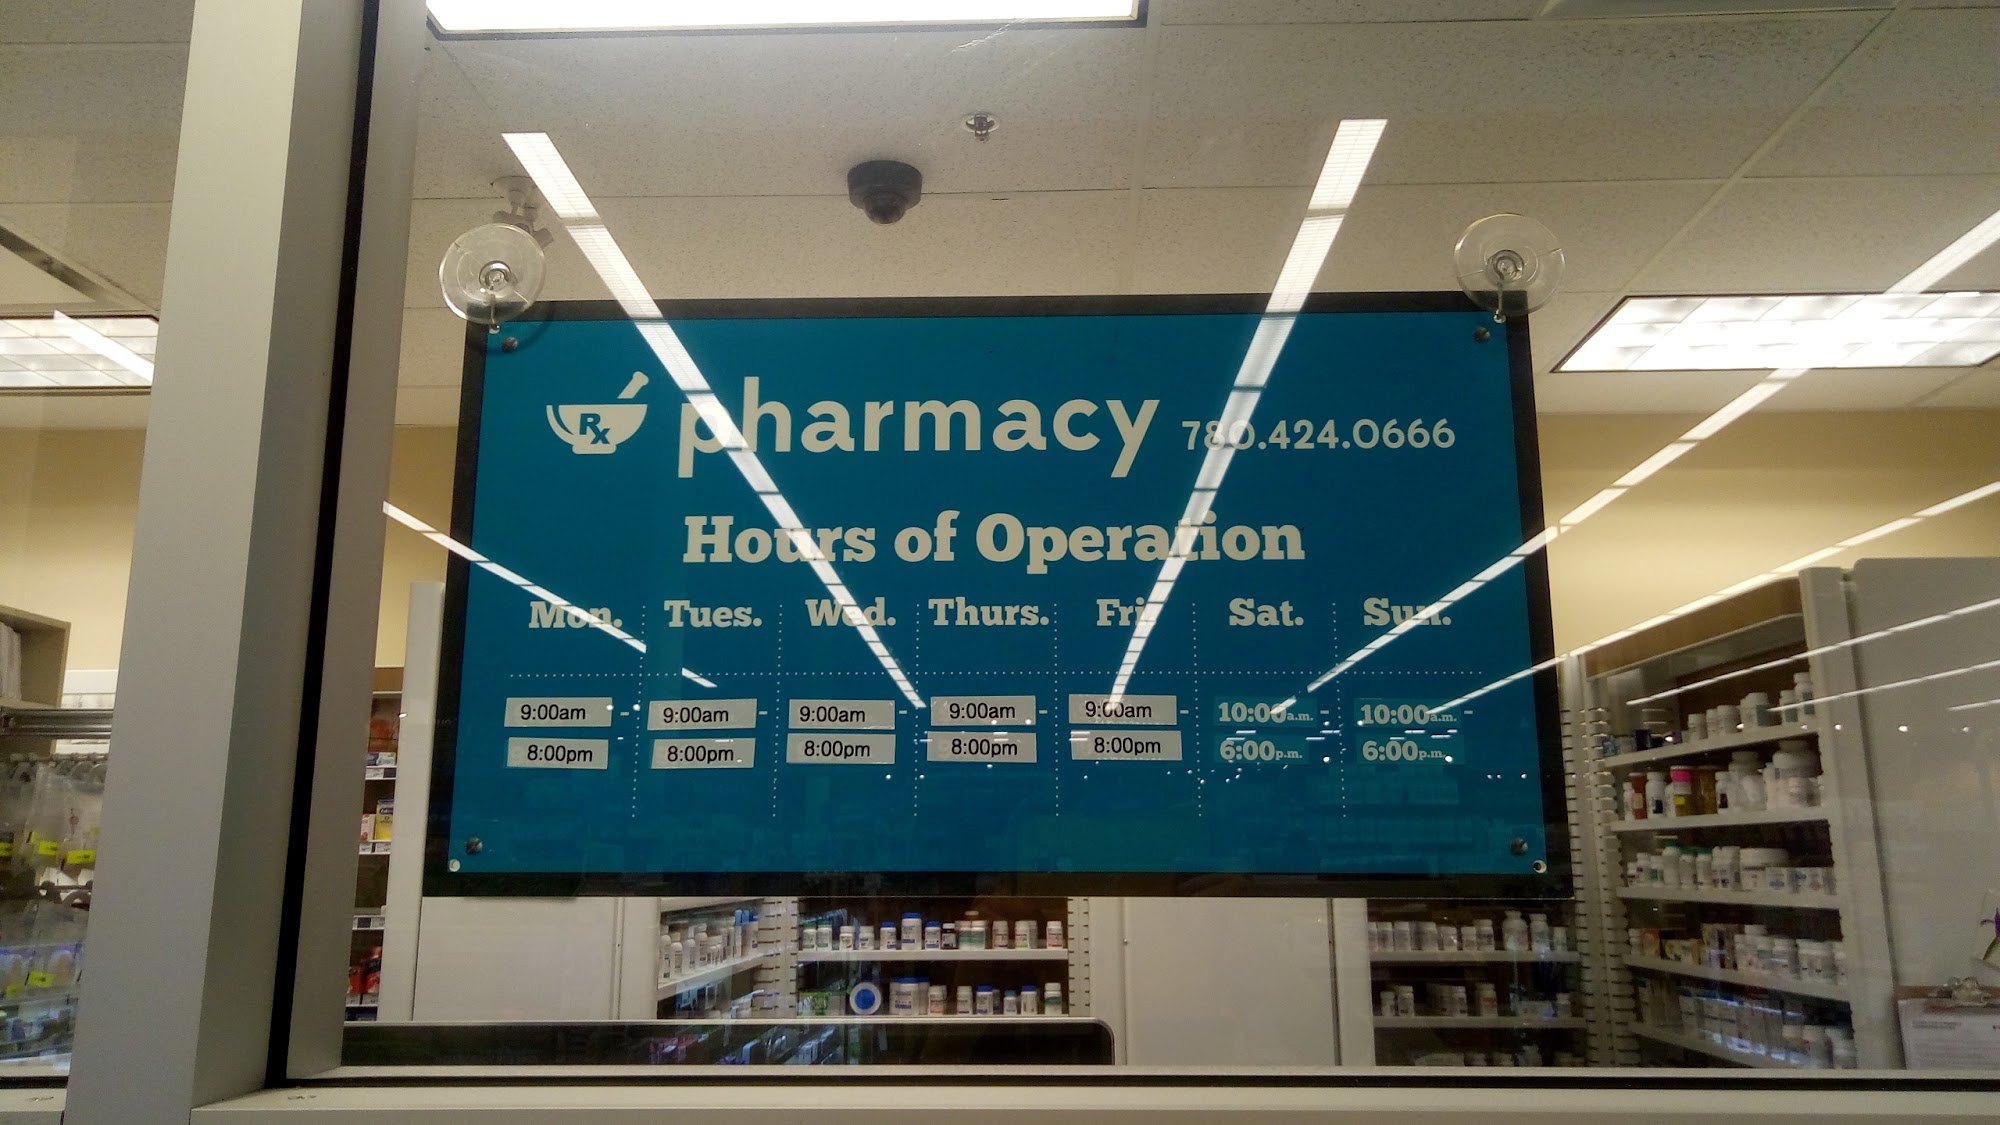 Rx pharmacy 780.424.0666
Hours of Operation
Mon. Tues. Wed. Thurs. Fri. Sat. Sun.
9:00am - 9:00am - 9:00am - 9:00am - 9:00am - 10:00a.m. - 10:00a.m. -
8:00pm 8:00pm 8:00pm 8:00pm 8:00pm 6:00p.m. 6:00p.m.